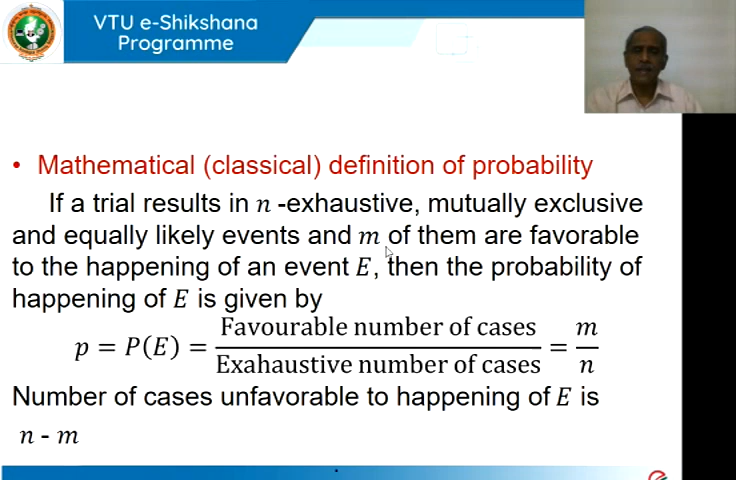 VTU e-Shikshana
Programme
• Mathematical (classical) definition of probability
If a trial results in n -exhaustive, mutually exclusive
and equally likely events and m of them are favorable
to the happening of an event E, then the probability of
happening of E is given by
p = P(E) = Favourable number of cases / Exahaustive number of cases = m / n
Number of cases unfavorable to happening of E is
n - m